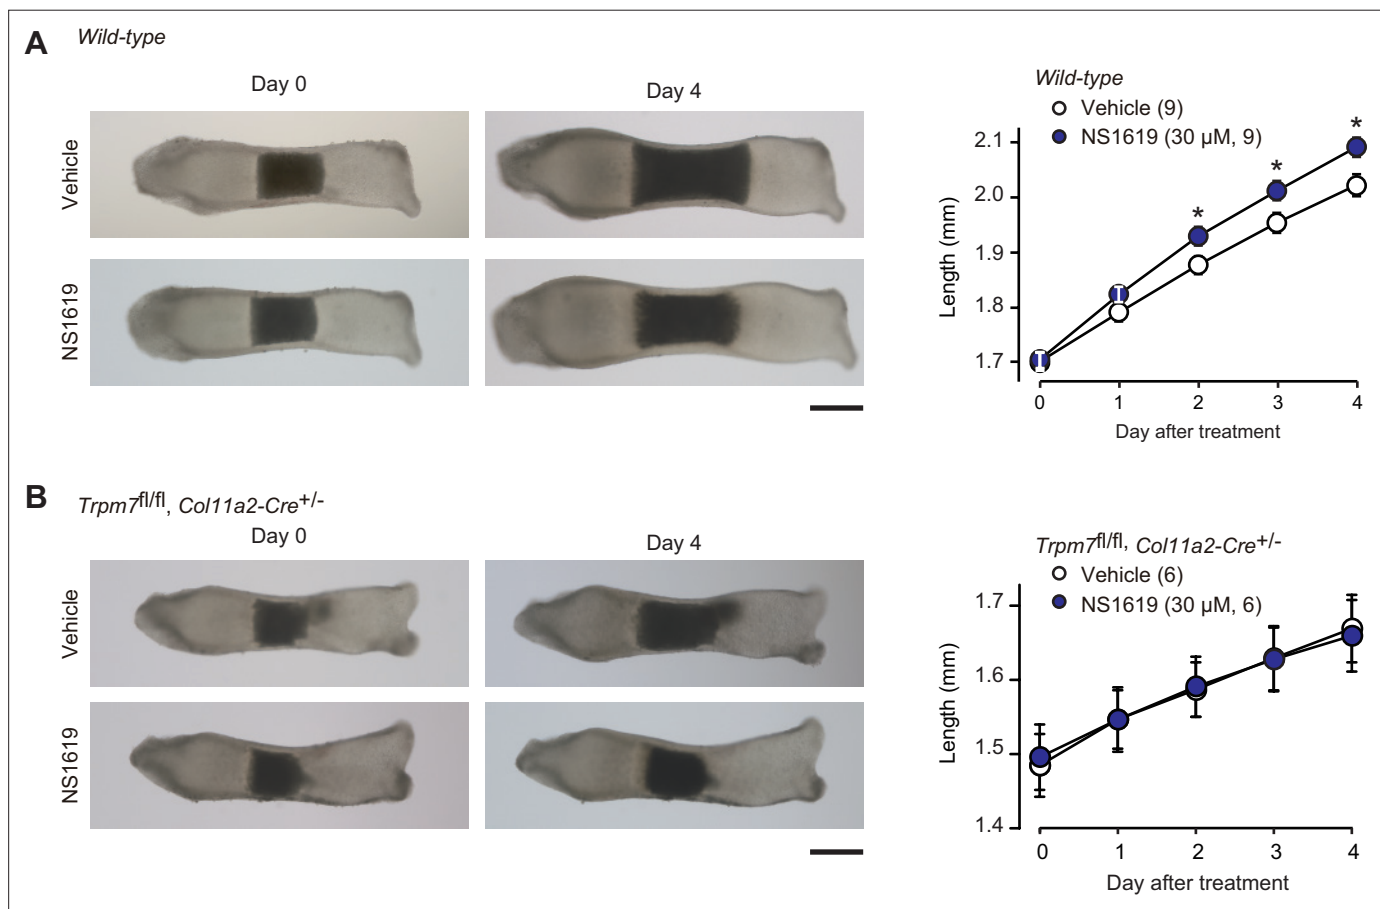 A
Wild-type
Day 0
Day 4
Vehicle
NS1619
Wild-type
Vehicle (9)
NS1619 (30 µM, 9)
*
*
*
2.1
2.0
1.9
1.8
1.7
Length (mm)
0 1 2 3 4
Day after treatment
B
Trpm7fl/fl, Col11a2-Cre+/-
Day 0
Day 4
Vehicle
NS1619
Trpm7fl/fl, Col11a2-Cre+/-
Vehicle (6)
NS1619 (30 µM, 6)
1.7
1.6
1.5
1.4
Length (mm)
0 1 2 3 4
Day after treatment